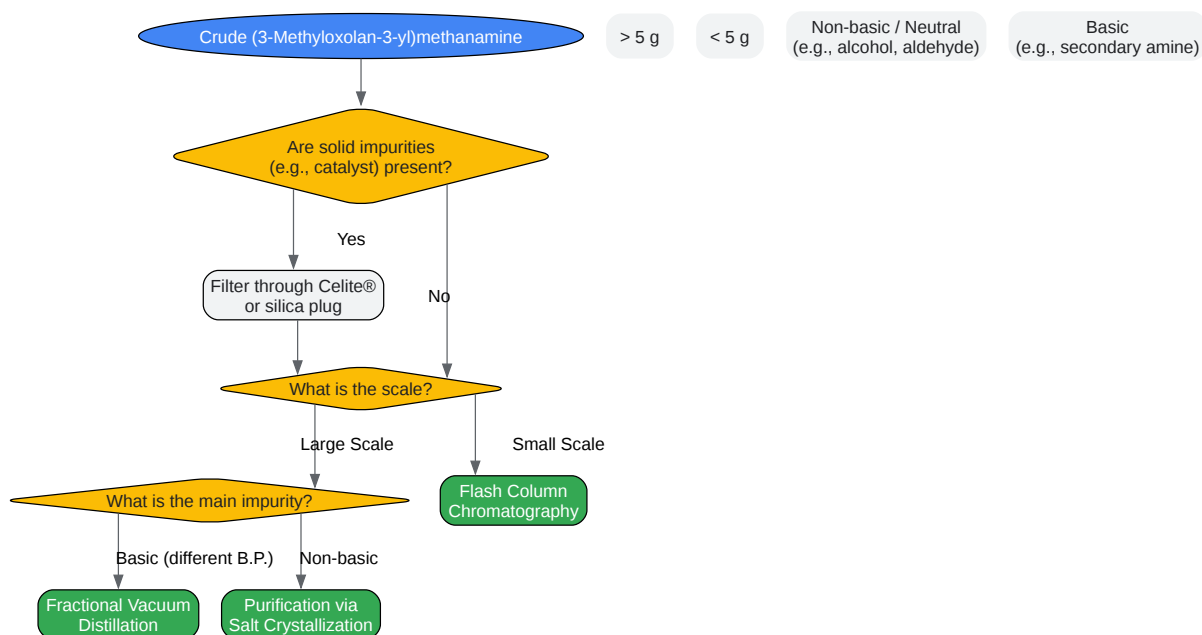 Crude (3-Methyloxolan-3-yl)methanamine
> 5 g
< 5 g
Non-basic / Neutral
(e.g., alcohol, aldehyde)
Basic
(e.g., secondary amine)
Are solid impurities
(e.g., catalyst) present?
Yes
Filter through Celite®
or silica plug
No
What is the scale?
Large Scale
Small Scale
What is the main impurity?
Flash Column
Chromatography
Basic (different B.P.)
Non-basic
Fractional Vacuum
Distillation
Purification via
Salt Crystallization